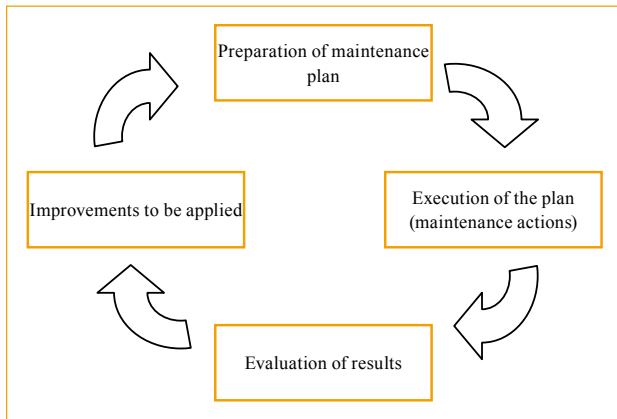 Preparation of maintenance
plan
Improvements to be applied
Execution of the plan
(maintenance actions)
Evaluation of results